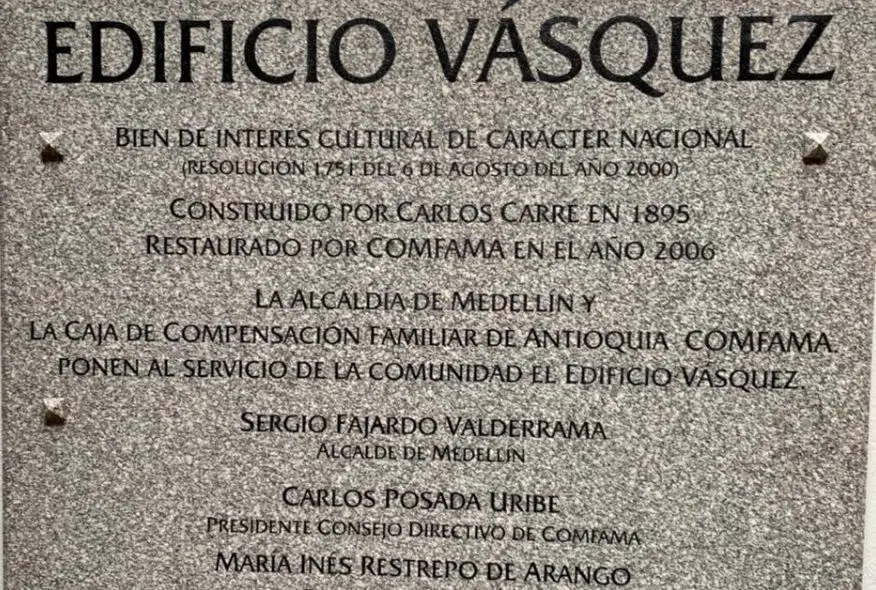 EDIFICIO VÁSQUEZ
BIEN DE INTERES CULTURAL DE CARÁCTER NACIONAL
(RESOLUCIÓN 1751 DEL 6 DE AGOSTO DEL AÑO 2000)
CONSTRUIDO POR CARLOS CARRÉ EN 1895
RESTAURADO POR COMFAMA EN EL AÑO 2006
LA ALCALDÍA DE MEDELLÍN Y
LA CAJA DE COMPENSACIÓN FAMILIAR DE ANTIOQUIA COMFAMA.
PONEN AL SERVICIO DE LA COMUNIDAD EL EDIFICIO VÁSQUEZ.
SERGIO FAJARDO VALDERRAMA
ALCALDE DE MEDELLÍN
CARLOS POSADA URIBE
PRESIDENTE CONSEJO DIRECTIVO DE COMFAMA
MARÍA INÉS RESTREPO DE ARANGO